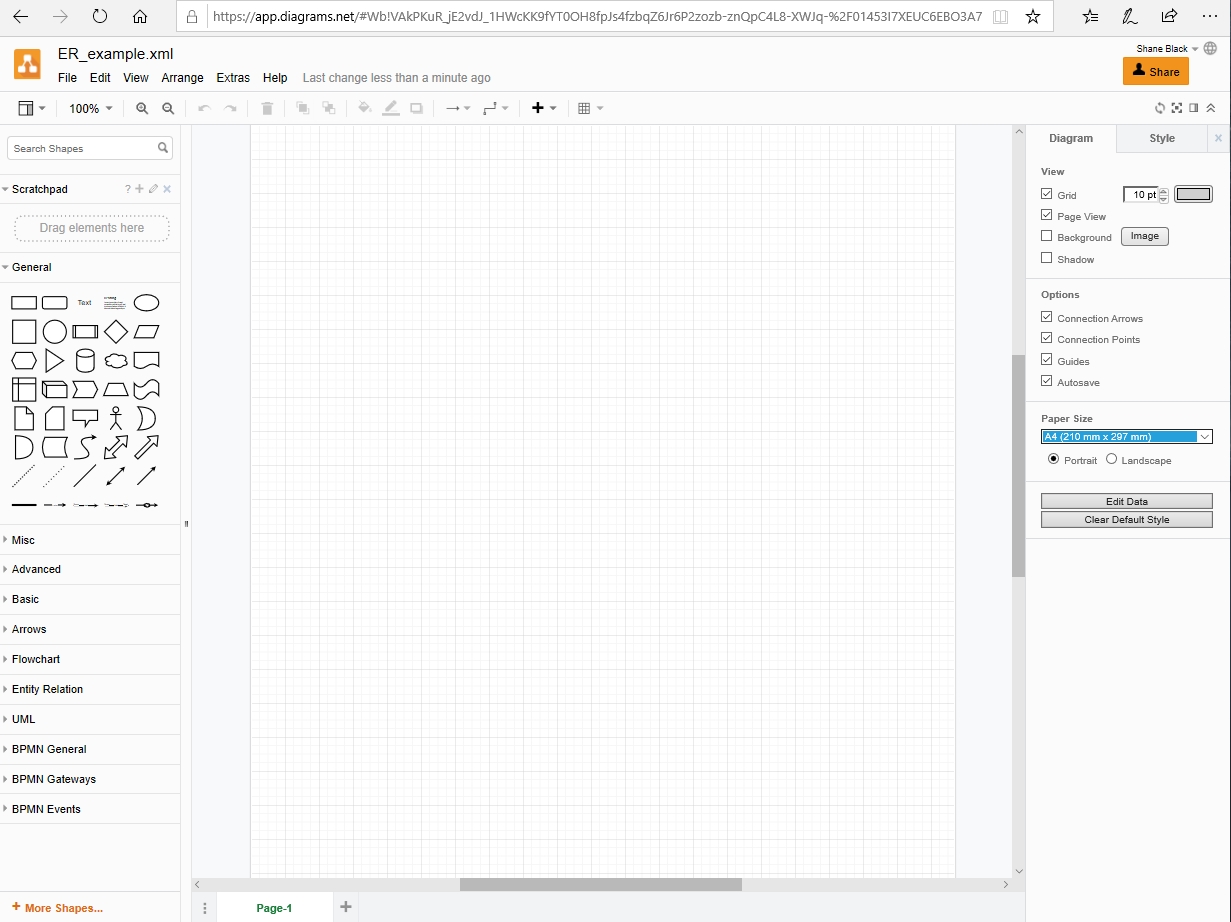 https://app.diagrams.net/#Wb!VAkPKuR_jE2vdJ_1HWcKK9fYT0OH8fpJs4fzbqZ6Jr6P2zozb-znQpC4L8-XWJq-%2F01453I7XEUC6EBO3A7
ER_example.xml
Shane Black
File Edit View Arrange Extras Help Last change less than a minute ago
Share
100%
Search Shapes
Scratchpad ?
Drag elements here
General
Text
Misc
Advanced
Basic
Arrows
Flowchart
Entity Relation
UML
BPMN General
BPMN Gateways
BPMN Events
+ More Shapes...
Page-1
Diagram Style
View
Grid 10 pt
Page View
Background Image
Shadow
Options
Connection Arrows
Connection Points
Guides
Autosave
Paper Size
A4 (210 mm x 297 mm)
Portrait Landscape
Edit Data
Clear Default Style